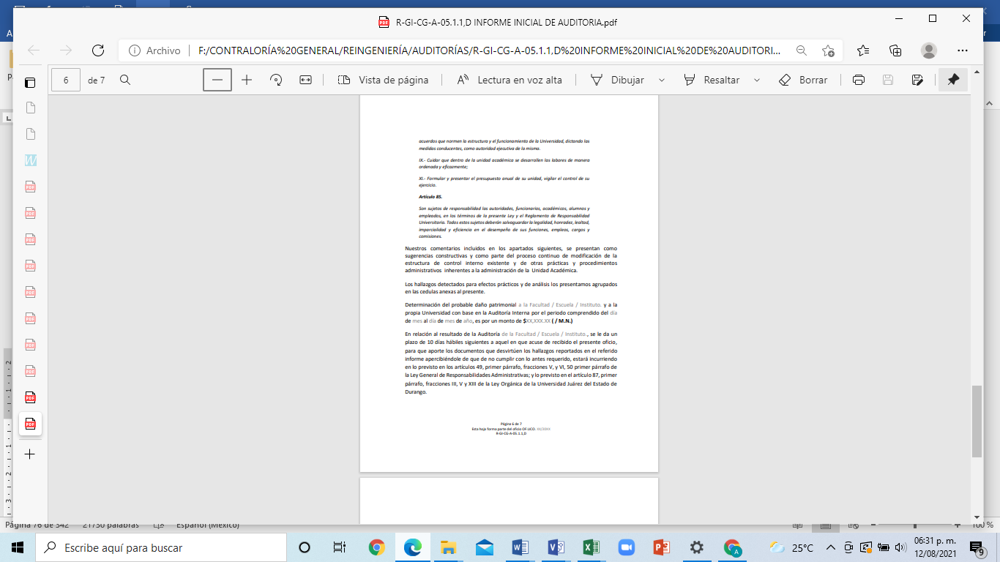 R-GI-CG-A-05.1.1,D INFORME INICIAL DE AUDITORIA.pdf
Archivo
F:/CONTRALORÍA%20GENERAL/REINGENIERÍA/AUDITORÍAS/R-GI-CG-A-05.1.1,D%20INFORME%20INICIAL%20DE%20AUDITORI...
6 de 7
Vista de página
Lectura en voz alta
Dibujar
Resaltar
Borrar
acuerdos que normen la estructura y el funcionamiento de la Universidad, dictando las
medidas conducentes, como autoridad ejecutiva de la misma.
IX.- Cuidar que dentro de la unidad académica se desarrollen las labores de manera
ordenada y eficazmente;
XI.- Formular y presentar el presupuesto anual de su unidad, vigilar el control de su
ejercicio.
Artículo 85.
Son sujetos de responsabilidad las autoridades, funcionarios, académicos, alumnos y
empleados, en los términos de la presente Ley y el Reglamento de Responsabilidad
Universitaria. Todos estos sujetos deberán salvaguardar la legalidad, honradez, lealtad,
imparcialidad y eficiencia en el desempeño de sus funciones, empleos, cargos y
comisiones.
Nuestros comentarios incluidos en los apartados siguientes, se presentan como
sugerencias constructivas y como parte del proceso continuo de modificación de la
estructura de control interno existente y de otras prácticas y procedimientos
administrativos inherentes a la administración de la Unidad Académica.
Los hallazgos detectados para efectos prácticos y de análisis los presentamos agrupados
en las cedulas anexas al presente.
Determinación del probable daño patrimonial a la Facultad / Escuela / Instituto. y a la
propia Universidad con base en la Auditoría Interna por el periodo comprendido del día
de mes al día de mes de año, es por un monto de $XX,XXX.XX ( / M.N.)
En relación al resultado de la Auditoría de la Facultad / Escuela / Instituto., se le da un
plazo de 10 días hábiles siguientes a aquel en que acuse de recibido el presente oficio,
para que aporte los documentos que desvirtúen los hallazgos reportados en el referido
informe apercibiéndole de que de no cumplir con lo antes requerido, estará incurriendo
en lo previsto en los artículos 49, primer párrafo, fracciones V, y VI, 50 primer párrafo de
la Ley General de Responsabilidades Administrativas; y lo previsto en el artículo 87, primer
párrafo, fracciones III, V y XIII de la Ley Orgánica de la Universidad Juárez del Estado de
Durango.
Página 6 de 7
Esta hoja forma parte del oficio OF.UCO. XX/20XX
R-GI-CG-A-05.1.1,D
Página 76 de 342
21750 palabras
Español (México)
100 %
Escribe aquí para buscar
25°C
06:31 p. m.
12/08/2021
9